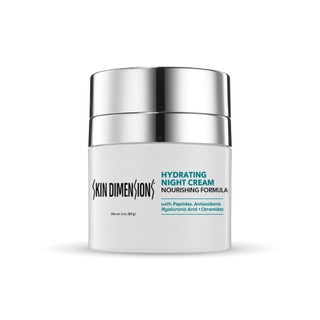 SKIN DIMENSIONS
HYDRATING
NIGHT CREAM
NOURISHING FORMULA
with Peptides, Antioxidants
Hyaluronic Acid • Ceramides